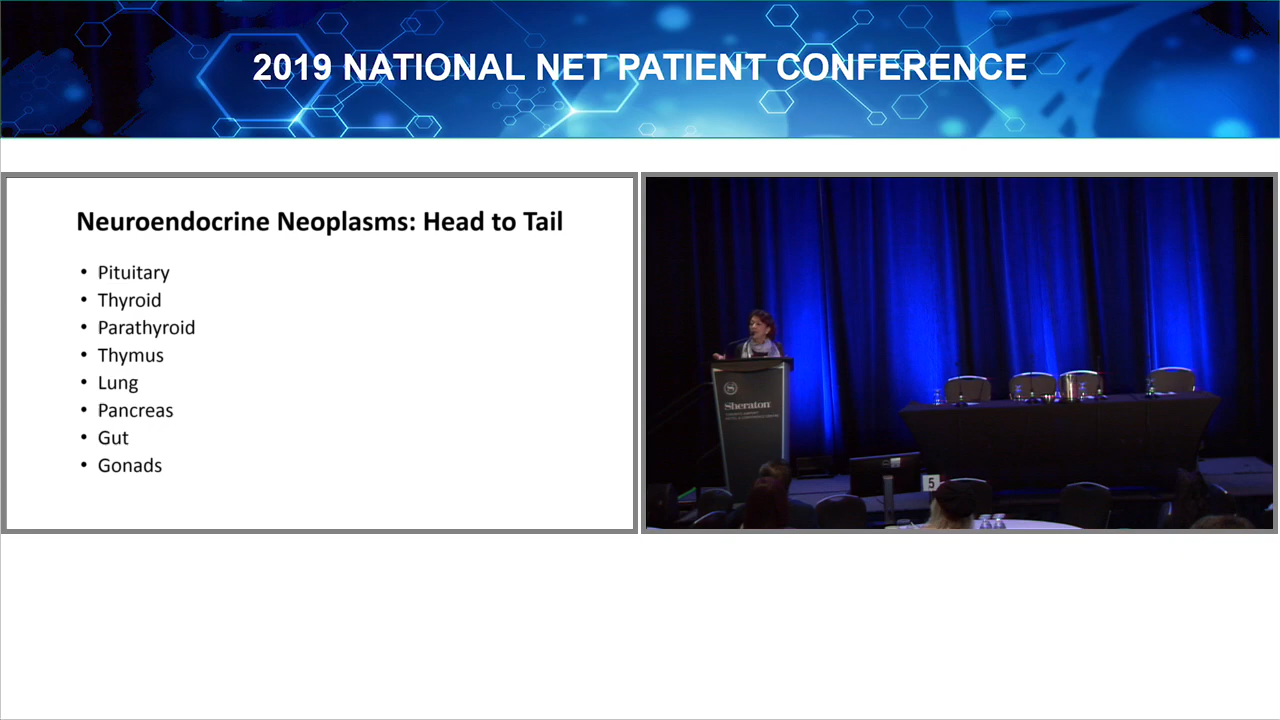 2019 NATIONAL NET PATIENT CONFERENCE
Neuroendocrine Neoplasms: Head to Tail
• Pituitary
• Thyroid
• Parathyroid
• Thymus
• Lung
• Pancreas
• Gut
• Gonads
Sheraton
5